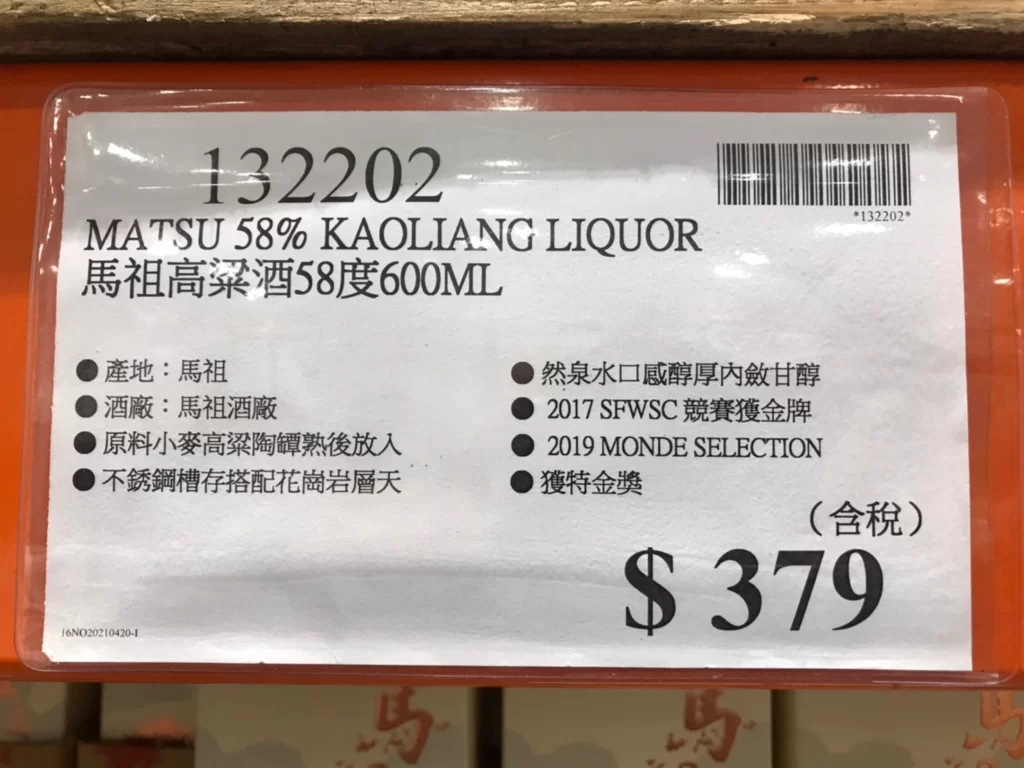 132202
*132202*
MATSU 58% KAOLIANG LIQUOR
馬祖高粱酒58度600ML
● 產地：馬祖
● 酒廠：馬祖酒廠
● 原料小麥高粱陶罈熟後放入
● 不銹鋼槽存搭配花崗岩層天
● 然泉水口感醇厚內斂甘醇
● 2017 SFWSC 競賽獲金牌
● 2019 MONDE SELECTION
● 獲特金獎
（含稅）
$ 379
16NO20210420-1
馬
馬
馬